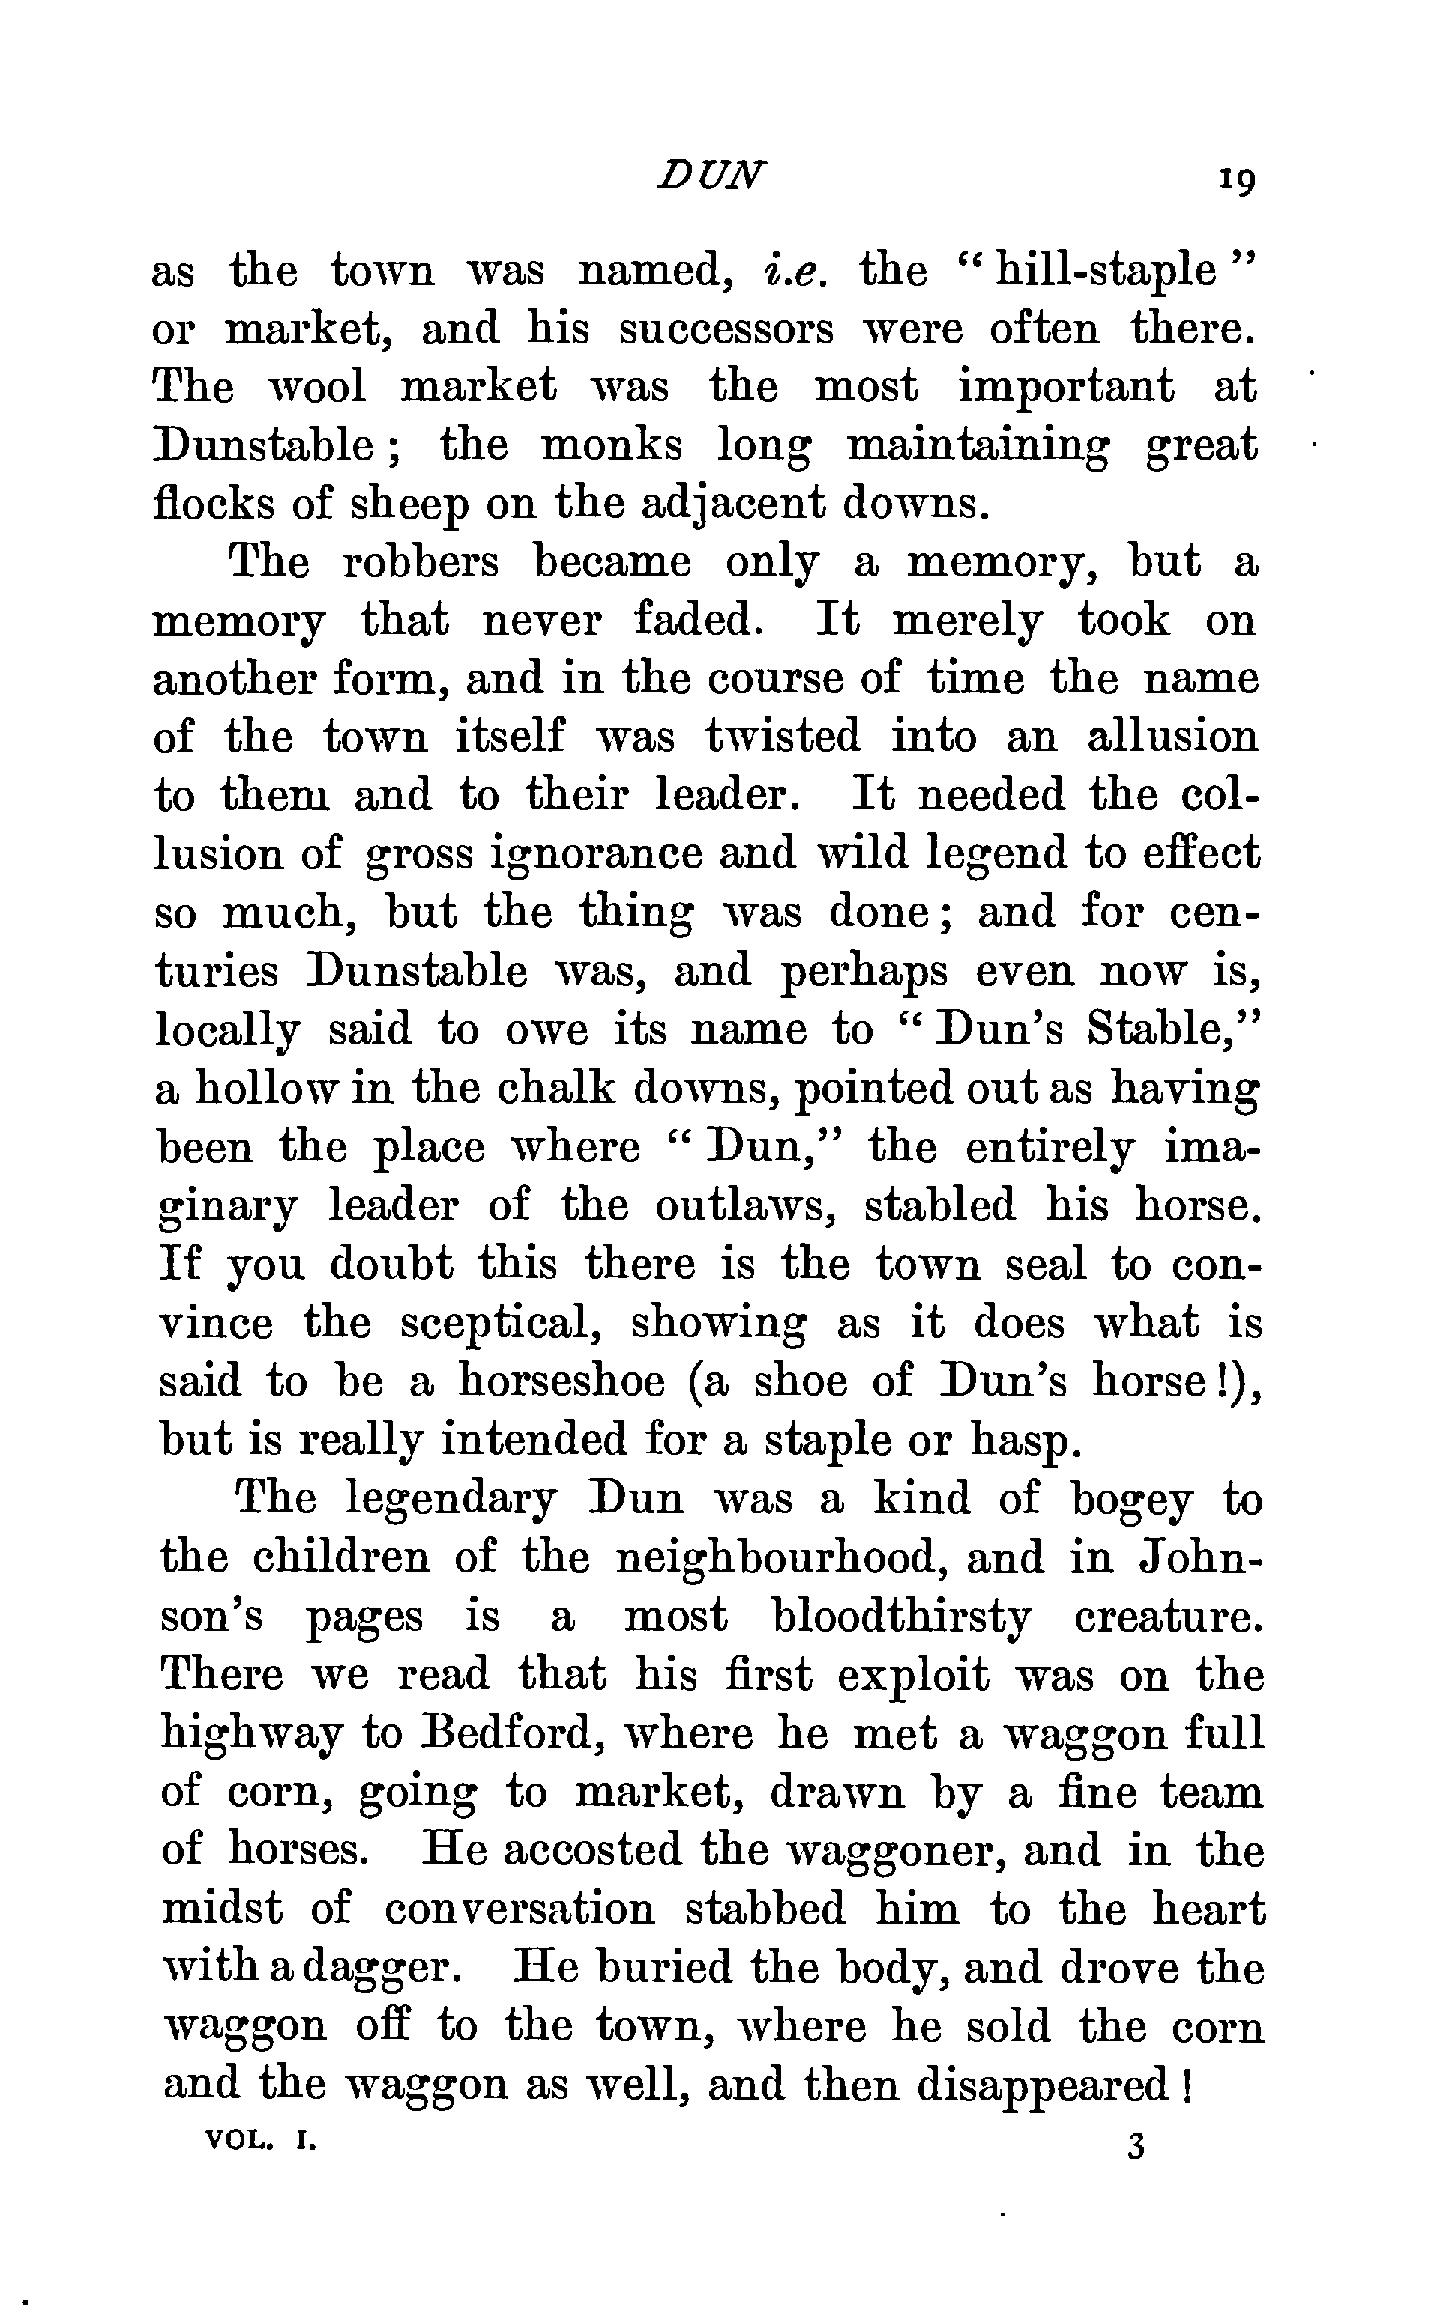 DUN 19
as the town was named, i.e. the " hill-staple "
or market, and his successors were often there.
The wool market was the most important at
Dunstable ; the monks long maintaining great
flocks of sheep on the adjacent downs.
The robbers became only a memory, but a
memory that never faded. It merely took on
another form, and in the course of time the name
of the town itself was twisted into an allusion
to them and to their leader. It needed the col-
lusion of gross ignorance and wild legend to effect
so much, but the thing was done ; and for cen-
turies Dunstable was, and perhaps even now is,
locally said to owe its name to " Dun's Stable,"
a hollow in the chalk downs, pointed out as having
been the place where " Dun," the entirely ima-
ginary leader of the outlaws, stabled his horse.
If you doubt this there is the town seal to con-
vince the sceptical, showing as it does what is
said to be a horseshoe (a shoe of Dun's horse !),
but is really intended for a staple or hasp.
The legendary Dun was a kind of bogey to
the children of the neighbourhood, and in John-
son's pages is a most bloodthirsty creature.
There we read that his first exploit was on the
highway to Bedford, where he met a waggon full
of corn, going to market, drawn by a fine team
of horses. He accosted the waggoner, and in the
midst of conversation stabbed him to the heart
with a dagger. He buried the body, and drove the
waggon off to the town, where he sold the corn
and the waggon as well, and then disappeared !
VOL. I. 3